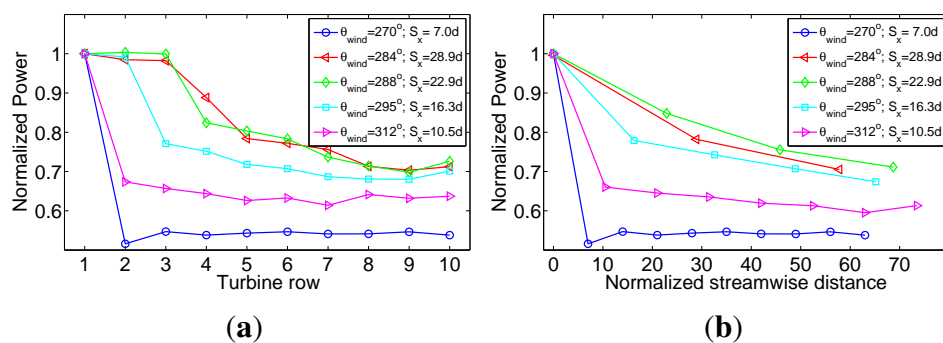 θwind=270°; Sx= 7.0d
θwind=284°; Sx=28.9d
θwind=288°; Sx=22.9d
θwind=295°; Sx=16.3d
θwind=312°; Sx=10.5d
1
0.9
0.8
0.7
0.6
Normalized Power
1 2 3 4 5 6 7 8 9 10
Turbine row
(a)
θwind=270°; Sx= 7.0d
θwind=284°; Sx=28.9d
θwind=288°; Sx=22.9d
θwind=295°; Sx=16.3d
θwind=312°; Sx=10.5d
1
0.9
0.8
0.7
0.6
Normalized Power
0 10 20 30 40 50 60 70
Normalized streamwise distance
(b)